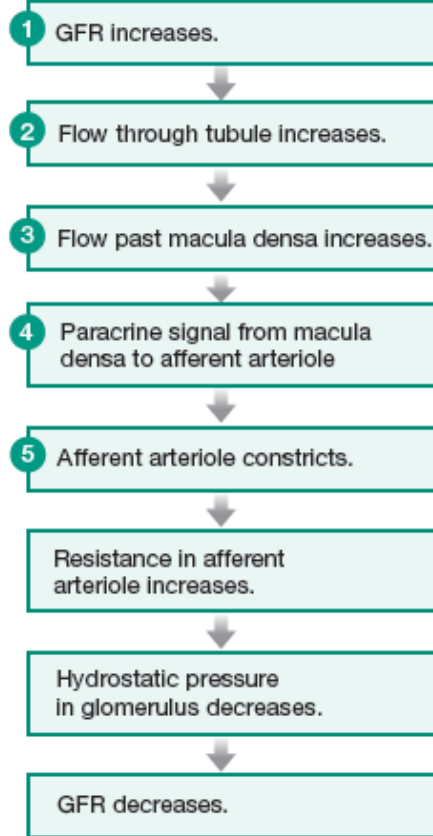 1 GFR increases.
2 Flow through tubule increases.
3 Flow past macula densa increases.
4 Paracrine signal from macula
densa to afferent arteriole
5 Afferent arteriole constricts.
Resistance in afferent
arteriole increases.
Hydrostatic pressure
in glomerulus decreases.
GFR decreases.